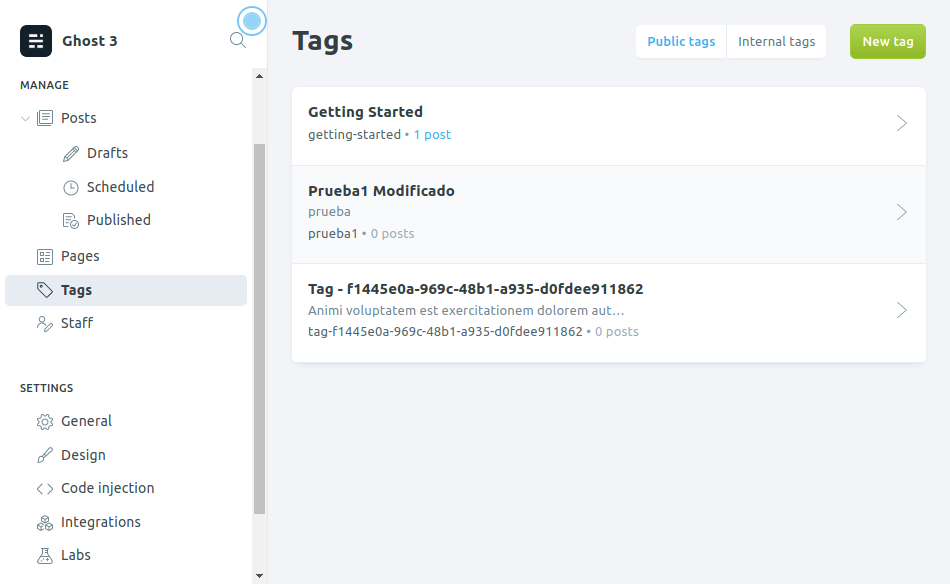 Ghost 3
MANAGE
Posts
Drafts
Scheduled
Published
Pages
Tags
Staff
SETTINGS
General
Design
Code injection
Integrations
Labs
Tags
Public tags
Internal tags
New tag
Getting Started
getting-started • 1 post
Prueba1 Modificado
prueba
prueba1 • 0 posts
Tag - f1445e0a-969c-48b1-a935-d0fdee911862
Animi voluptatem est exercitationem dolorem aut…
tag-f1445e0a-969c-48b1-a935-d0fdee911862 • 0 posts